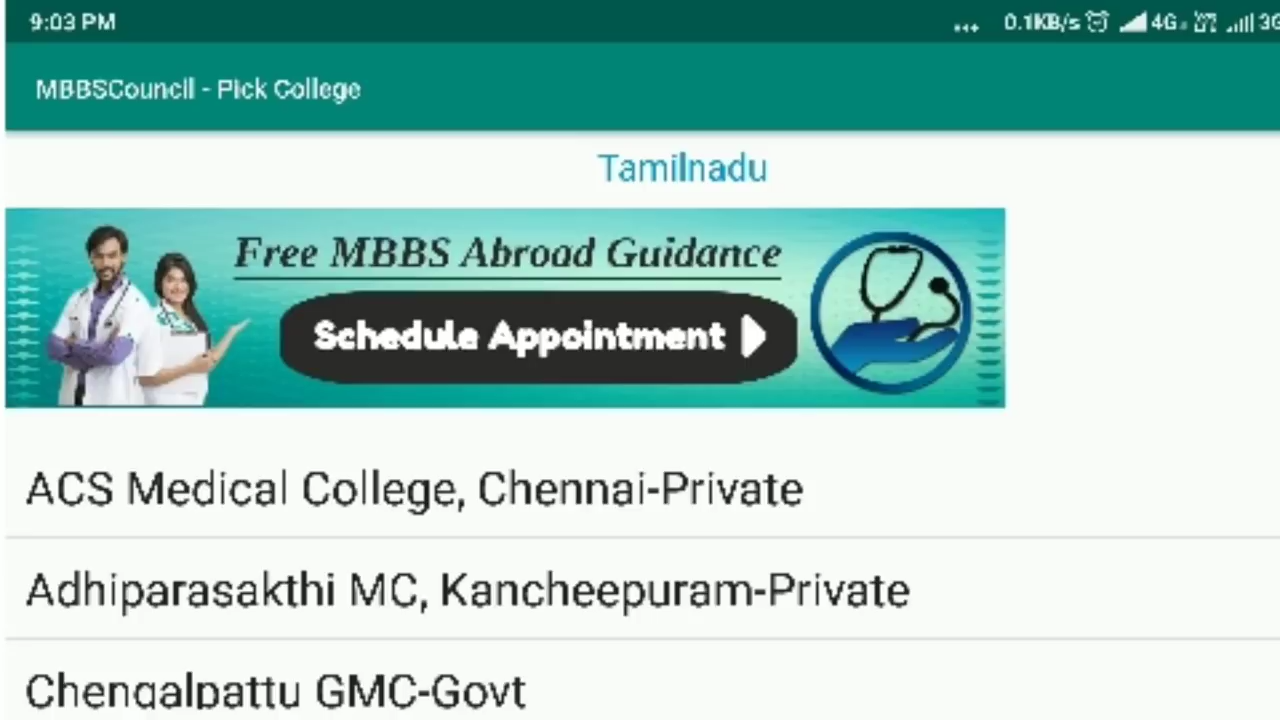 9:03 PM
... 0.1KB/s 4G 3G
MBBSCouncil - Pick College
Tamilnadu
Free MBBS Abroad Guidance
Schedule Appointment
ACS Medical College, Chennai-Private
Adhiparasakthi MC, Kancheepuram-Private
Chengalpattu GMC-Govt